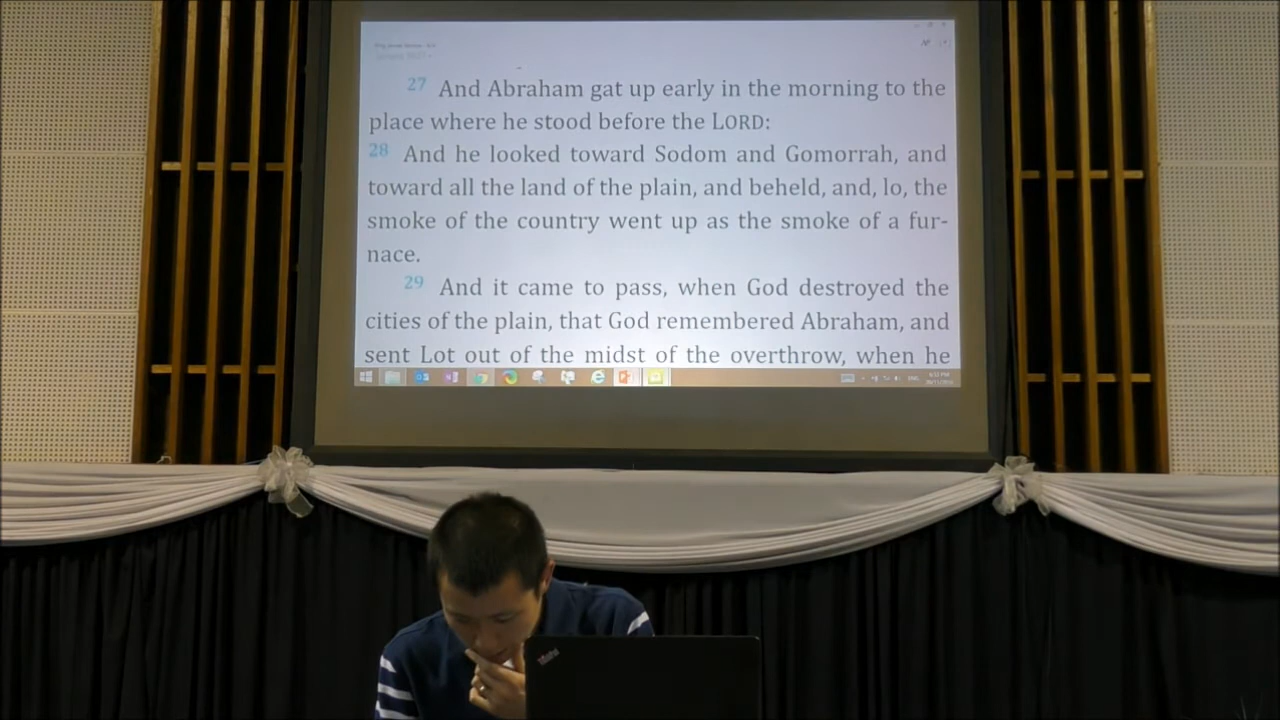 27 And Abraham gat up early in the morning to the
place where he stood before the LORD:
28 And he looked toward Sodom and Gomorrah, and
toward all the land of the plain, and beheld, and, lo, the
smoke of the country went up as the smoke of a fur-
nace.
29 And it came to pass, when God destroyed the
cities of the plain, that God remembered Abraham, and
sent Lot out of the midst of the overthrow, when he